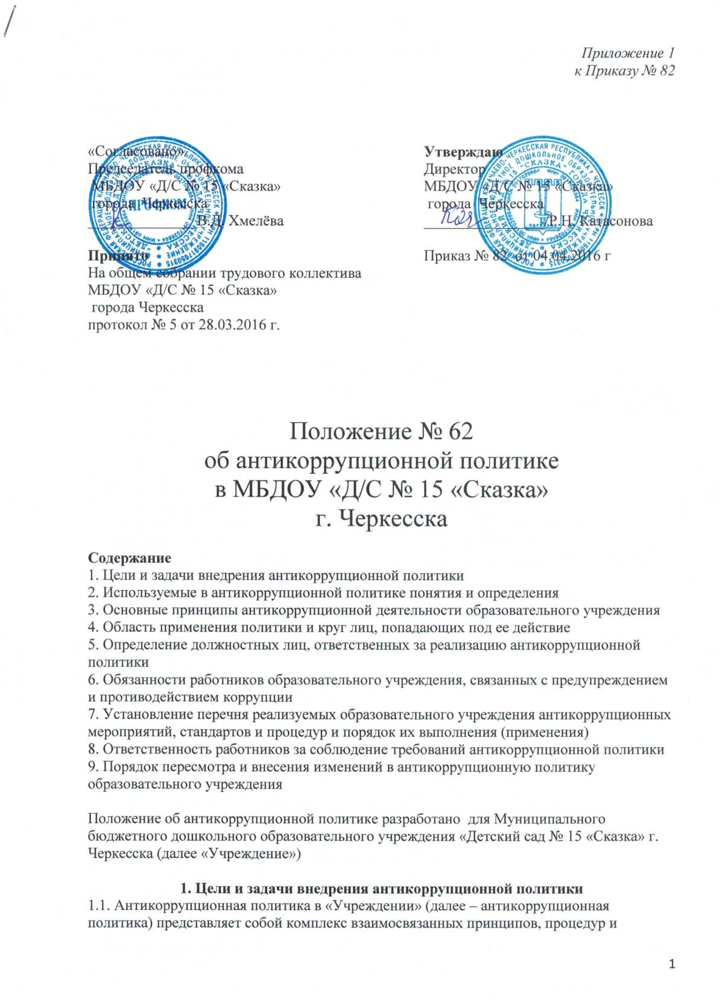 Приложение 1
к Приказу № 82
«Согласовано»
Председатель профкома
МБДОУ «Д/С № 15 «Сказка»
города Черкесска
В.Д. Хмелёва
Принято
На общем собрании трудового коллектива
МБДОУ «Д/С № 15 «Сказка»
города Черкесска
протокол № 5 от 28.03.2016 г.
Утверждаю
Директор
МБДОУ «Д/С № 15 «Сказка»
города Черкесска
Р.Н. Катасонова
Приказ № 82 от 04.04.2016 г
ПРОФКОМ
Положение № 62
об антикоррупционной политике
в МБДОУ «Д/С № 15 «Сказка»
г. Черкесска
Содержание
1. Цели и задачи внедрения антикоррупционной политики
2. Используемые в антикоррупционной политике понятия и определения
3. Основные принципы антикоррупционной деятельности образовательного учреждения
4. Область применения политики и круг лиц, попадающих под ее действие
5. Определение должностных лиц, ответственных за реализацию антикоррупционной
политики
6. Обязанности работников образовательного учреждения, связанных с предупреждением
и противодействием коррупции
7. Установление перечня реализуемых образовательного учреждения антикоррупционных
мероприятий, стандартов и процедур и порядок их выполнения (применения)
8. Ответственность работников за соблюдение требований антикоррупционной политики
9. Порядок пересмотра и внесения изменений в антикоррупционную политику
образовательного учреждения
Положение об антикоррупционной политике разработано для Муниципального
бюджетного дошкольного образовательного учреждения «Детский сад № 15 «Сказка» г.
Черкесска (далее «Учреждение»)
1. Цели и задачи внедрения антикоррупционной политики
1.1. Антикоррупционная политика в «Учреждении» (далее – антикоррупционная
политика) представляет собой комплекс взаимосвязанных принципов, процедур и
1